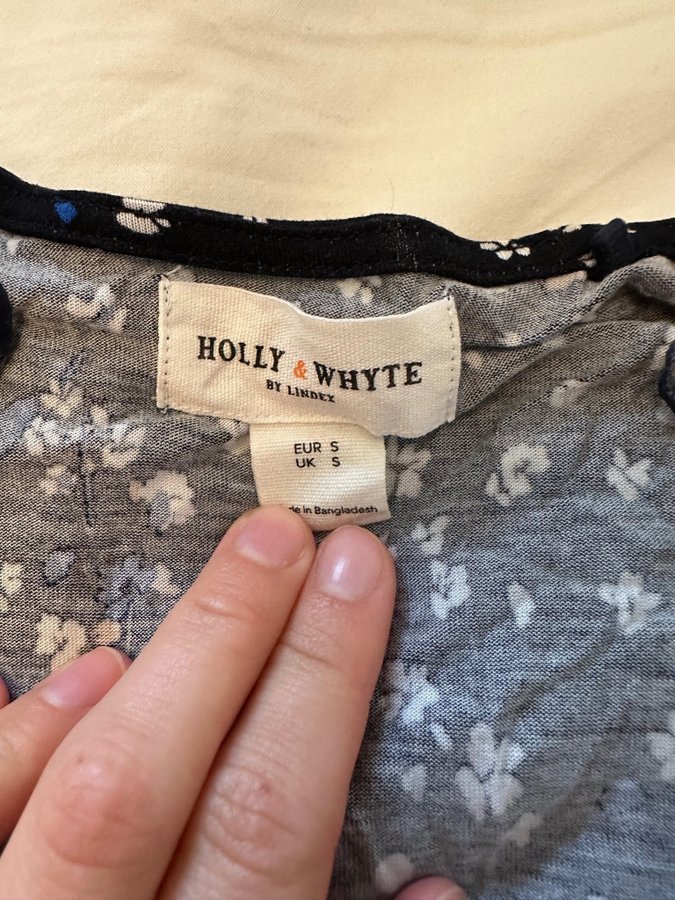 HOLLY & WHYTE
BY LINDEX
EUR S
UK S
in Bangladesh